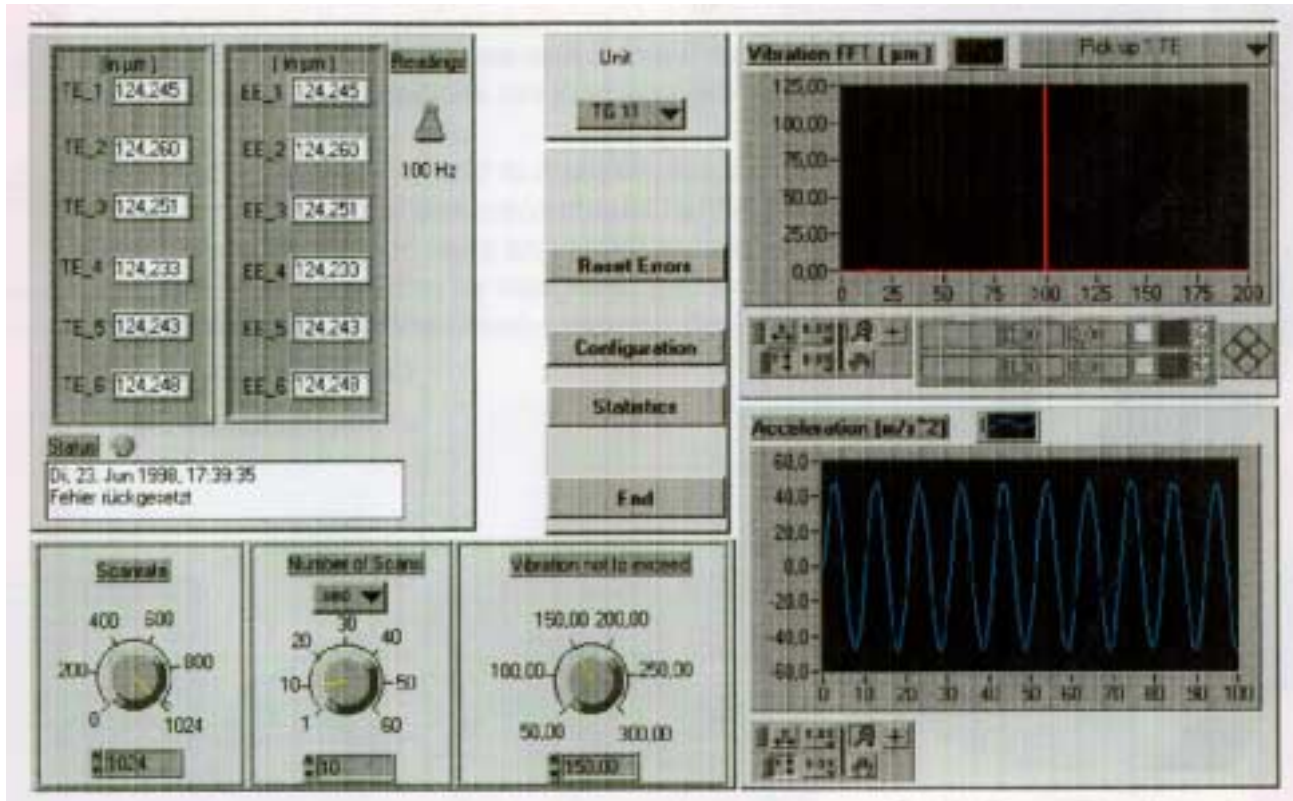 (in µm)
TE_1 124,245
TE_2 124,260
TE_3 124,251
TE_4 124,233
TE_5 124,243
TE_6 124,248
(in µm)
EE_1 124,245
EE_2 124,260
EE_3 124,251
EE_4 124,233
EE_5 124,243
EE_6 124,248
Readings
100 Hz
Status
Di, 23. Jun 1998, 17:39:35
Fehler rückgesetzt
Unit
TG 11
Reset Errors
Configuration
Statistics
End
Vibration FFT ( µm )
Pick up * TE
125,00
100,00
75,00
50,00
25,00
0,00
0 25 50 75 100 125 150 175 200
Acceleration (m/s^2)
60,0
40,0
20,0
0,0
-20,0
-40,0
-60,0
0 10 20 30 40 50 60 70 80 90 100
Scanrate
0 200 400 600 800 1024
1024
Number of Scans
sec
1 10 20 30 40 50 60
10
Vibration not to exceed
50,00 100,00 150,00 200,00 250,00 300,00
150,00